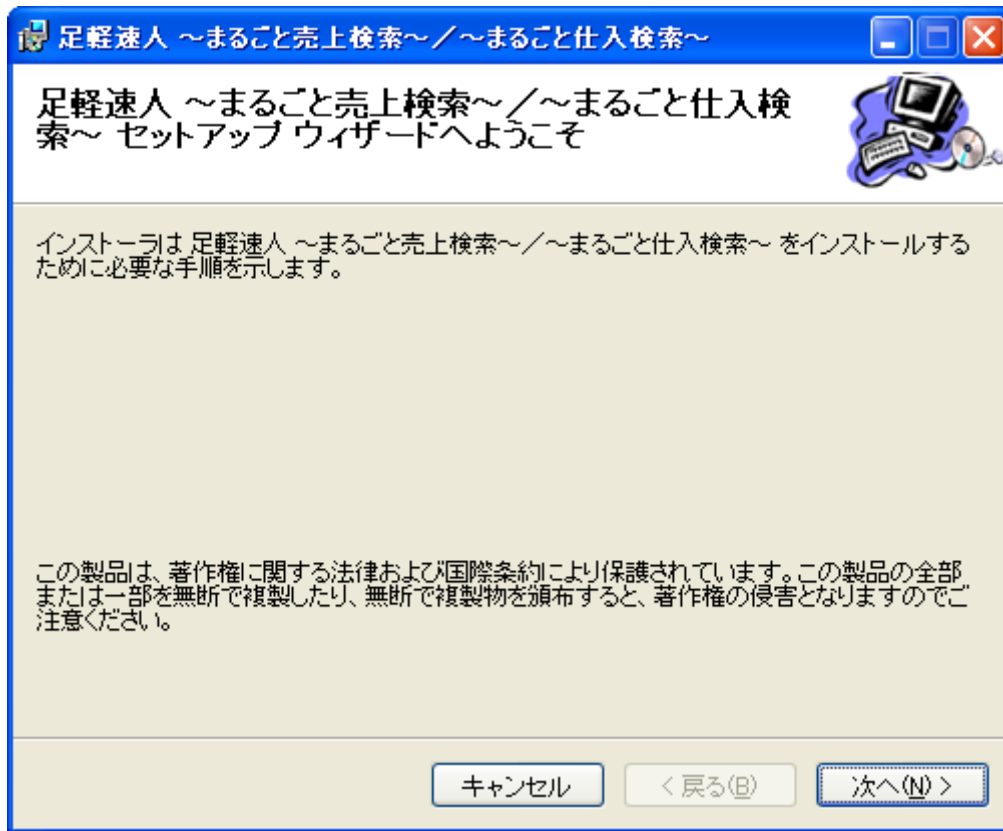 足軽速人 ～まるごと売上検索～／～まるごと仕入検索～
足軽速人 ～まるごと売上検索～／～まるごと仕入検
索～ セットアップ ウィザードへようこそ
インストーラは 足軽速人 ～まるごと売上検索～／～まるごと仕入検索～ をインストールする
ために必要な手順を示します。
この製品は、著作権に関する法律および国際条約により保護されています。この製品の全部
または一部を無断で複製したり、無断で複製物を頒布すると、著作権の侵害となりますのでご
注意ください。
キャンセル
< 戻る(B)
次へ(N) >